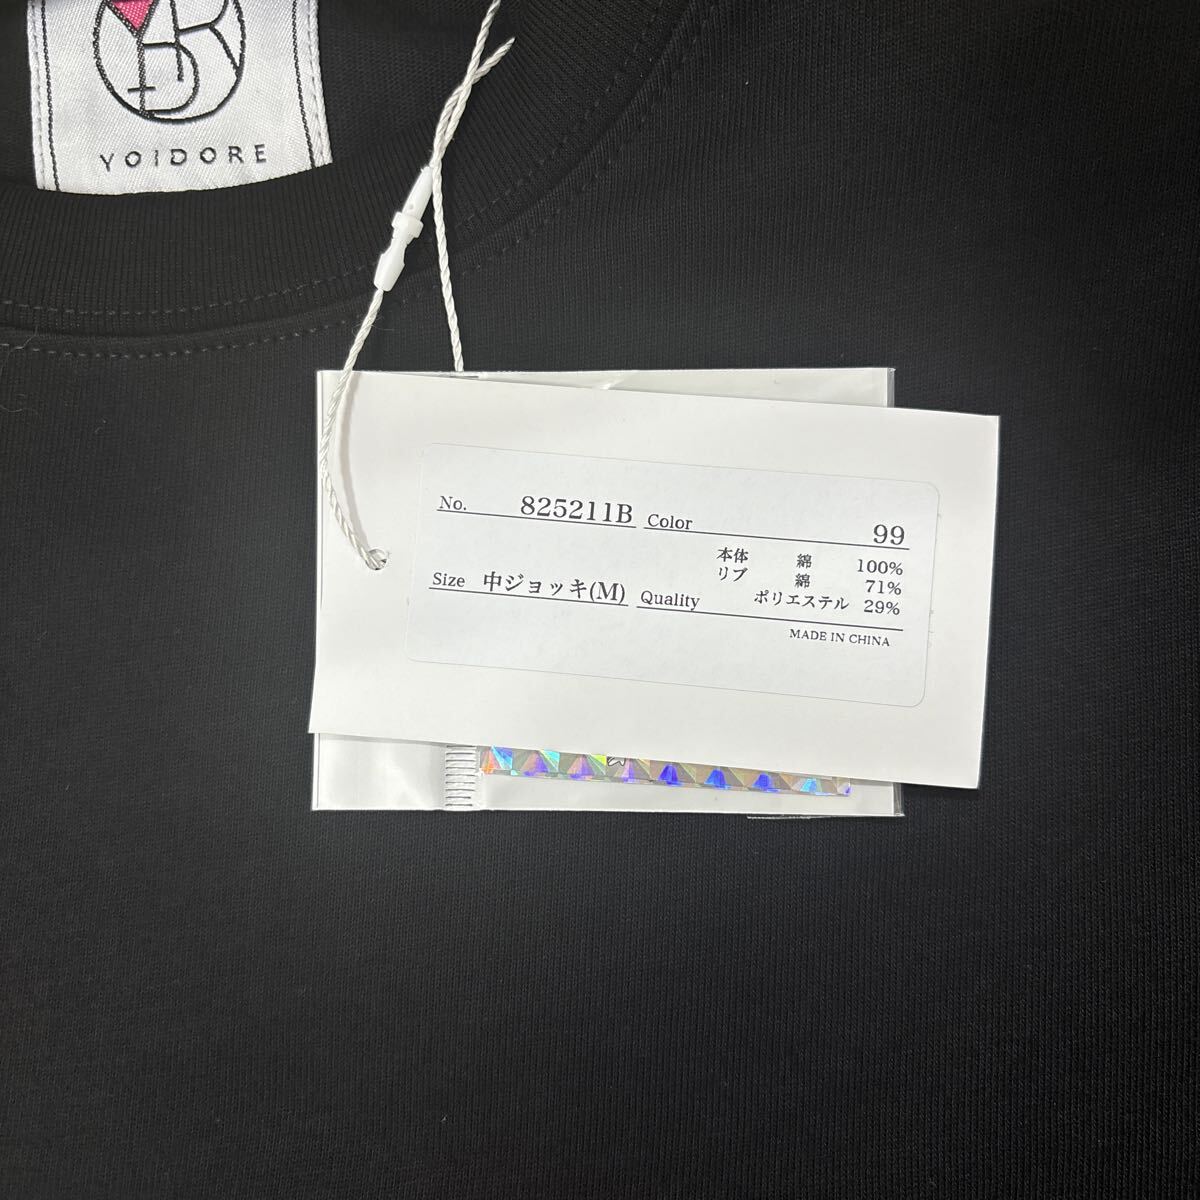 YOIDORE
No. 825211B Color 99
Size 中ジョッキ(M) Quality
本体 綿 100%
リブ 綿 71%
ポリエステル 29%
MADE IN CHINA